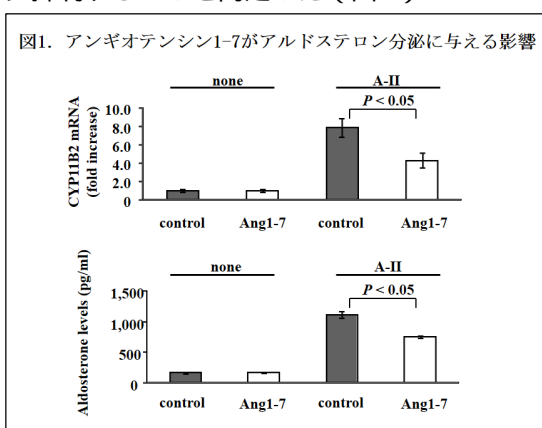 図1. アンギオテンシン1-7がアルドステロン分泌に与える影響
none
A-II
P < 0.05
CYP11B2 mRNA
(fold increase)
10.0
8.0
6.0
4.0
2.0
0
control
Ang1-7
control
Ang1-7
none
A-II
P < 0.05
Aldosterone levels (pg/ml)
1,500
1,000
500
0
control
Ang1-7
control
Ang1-7